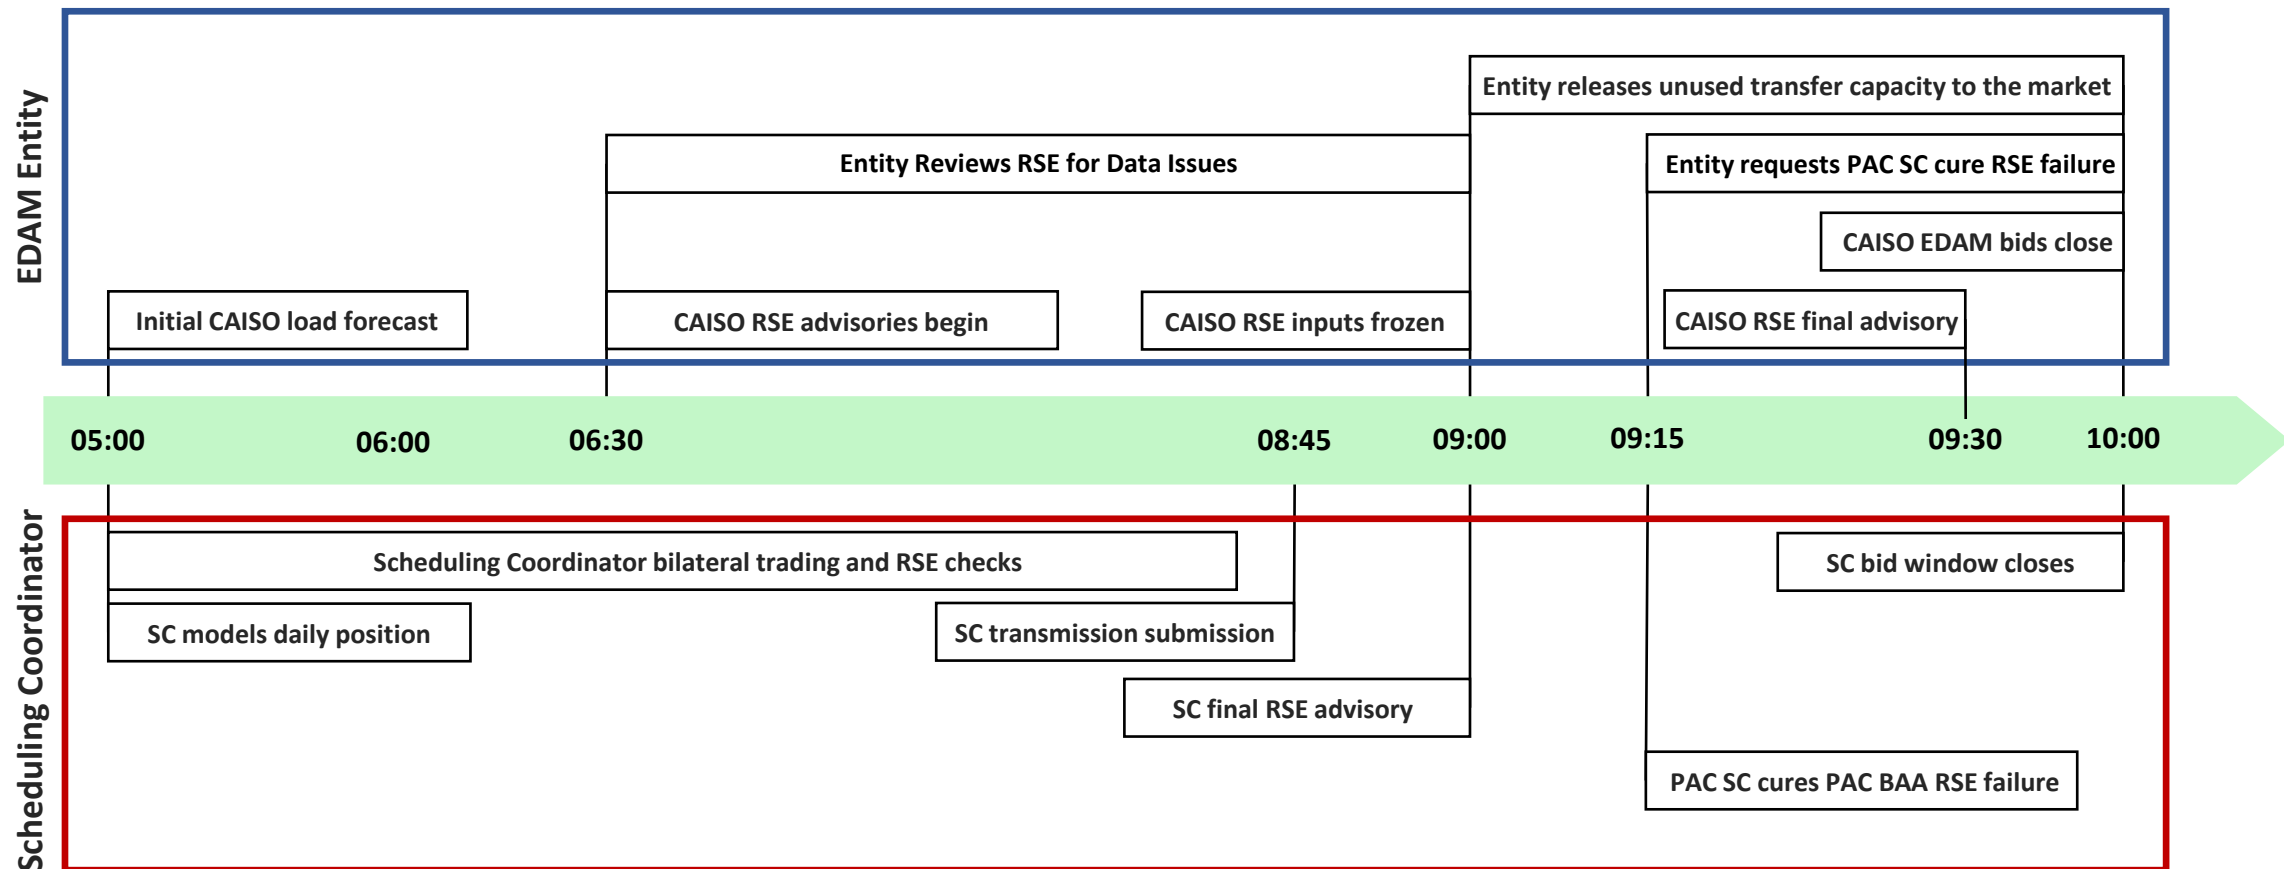 EDAM Entity
Entity releases unused transfer capacity to the market
Entity Reviews RSE for Data Issues
Entity requests PAC SC cure RSE failure
CAISO EDAM bids close
Initial CAISO load forecast
CAISO RSE advisories begin
CAISO RSE inputs frozen
CAISO RSE final advisory
05:00
06:00
06:30
08:45
09:00
09:15
09:30
10:00
Scheduling Coordinator
Scheduling Coordinator bilateral trading and RSE checks
SC bid window closes
SC models daily position
SC transmission submission
SC final RSE advisory
PAC SC cures PAC BAA RSE failure